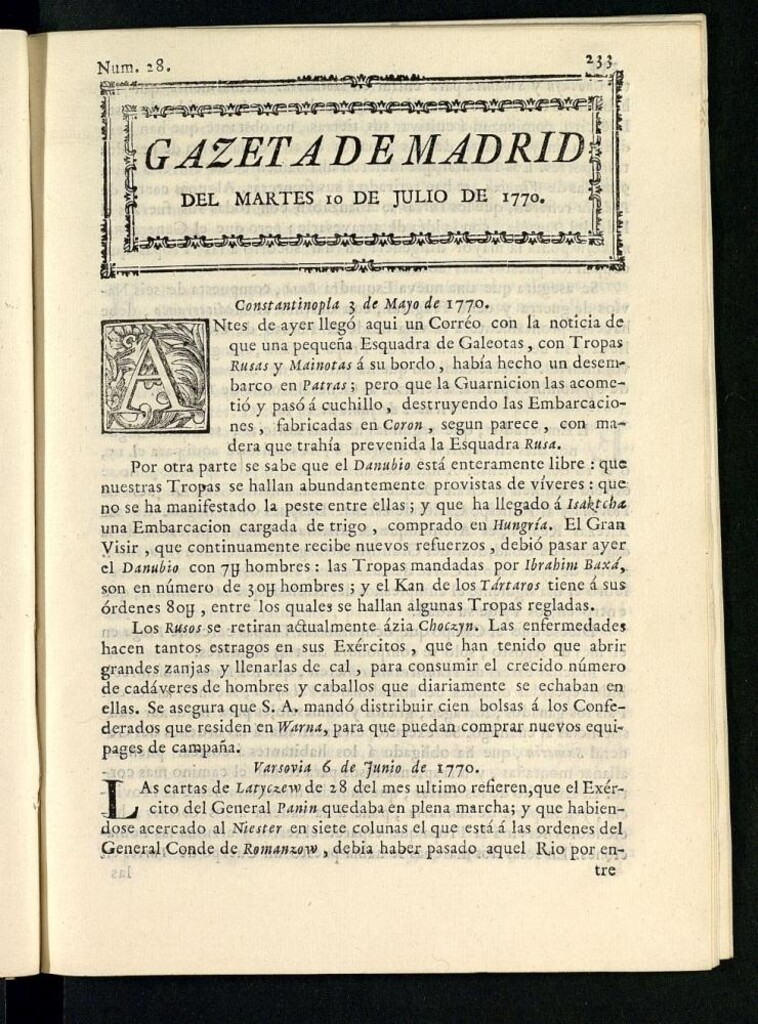 Num. 28.
233
GAZETA DE MADRID
DEL MARTES 10 DE JULIO DE 1770.
Constantinopla 3 de Mayo de 1770.
ANtes de ayer llegó aqui un Corréo con la noticia de
que una pequeña Esquadra de Galeotas, con Tropas
Rusas y Mainotas á su bordo, había hecho un desem-
barco en Patras; pero que la Guarnicion las acome-
tió y pasó á cuchillo, destruyendo las Embarcacio-
nes, fabricadas en Coron, segun parece, con ma-
dera que trahía prevenida la Esquadra Rusa.
Por otra parte se sabe que el Danubio está enteramente libre: que
nuestras Tropas se hallan abundantemente provistas de víveres: que
no se ha manifestado la peste entre ellas; y que ha llegado á Isaktcha
una Embarcacion cargada de trigo, comprado en Hungría. El Gran
Visir, que continuamente recibe nuevos refuerzos, debió pasar ayer
el Danubio con 7y hombres: las Tropas mandadas por Ibrahim Baxá,
son en número de 30y hombres; y el Kan de los Tártaros tiene á sus
órdenes 80y, entre los quales se hallan algunas Tropas regladas.
Los Rusos se retiran actualmente ázia Choczyn. Las enfermedades
hacen tantos estragos en sus Exércitos, que han tenido que abrir
grandes zanjas y llenarlas de cal, para consumir el crecido número
de cadáveres de hombres y caballos que diariamente se echaban en
ellas. Se asegura que S. A. mandó distribuir cien bolsas á los Confe-
derados que residen en Warna, para que puedan comprar nuevos equi-
pages de campaña.
Varsovia 6 de Junio de 1770.
LAs cartas de Latyczew de 28 del mes ultimo refieren, que el Exér-
cito del General Panin quedaba en plena marcha; y que habien-
dose acercado al Niester en siete colunas el que está á las ordenes del
General Conde de Romanzow, debia haber pasado aquel Rio por en-
tre